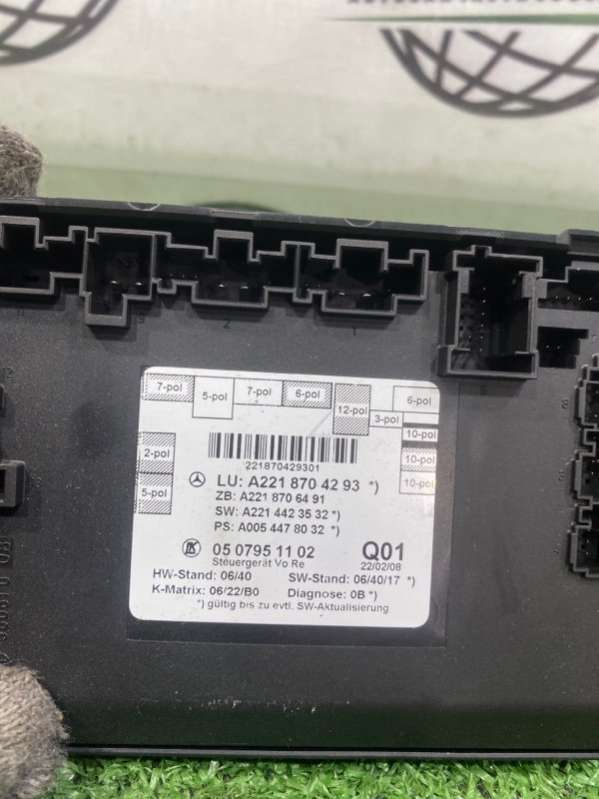 7-pol
5-pol
7-pol
6-pol
12-pol
3-pol
6-pol
10-pol
2-pol
10-pol
5-pol
10-pol
221870429301
LU: A221 870 42 93 *)
ZB: A221 870 64 91
SW: A221 442 35 32 *)
PS: A005 447 80 32 *)
05 0795 11 02 Q01
Steuergerät Vo Re 22/02/08
HW-Stand: 06/40 SW-Stand: 06/40/17 *)
K-Matrix: 06/22/B0 Diagnose: 0B *)
*) gültig bis zu evtl. SW-Aktualisierung
3
2
1